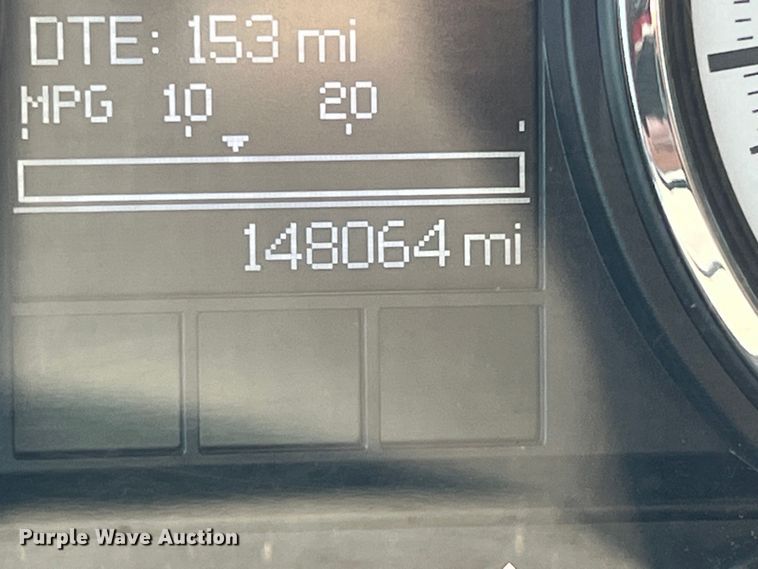 DTE: 153 mi
MPG 10 20
148064 mi
Purple Wave Auction